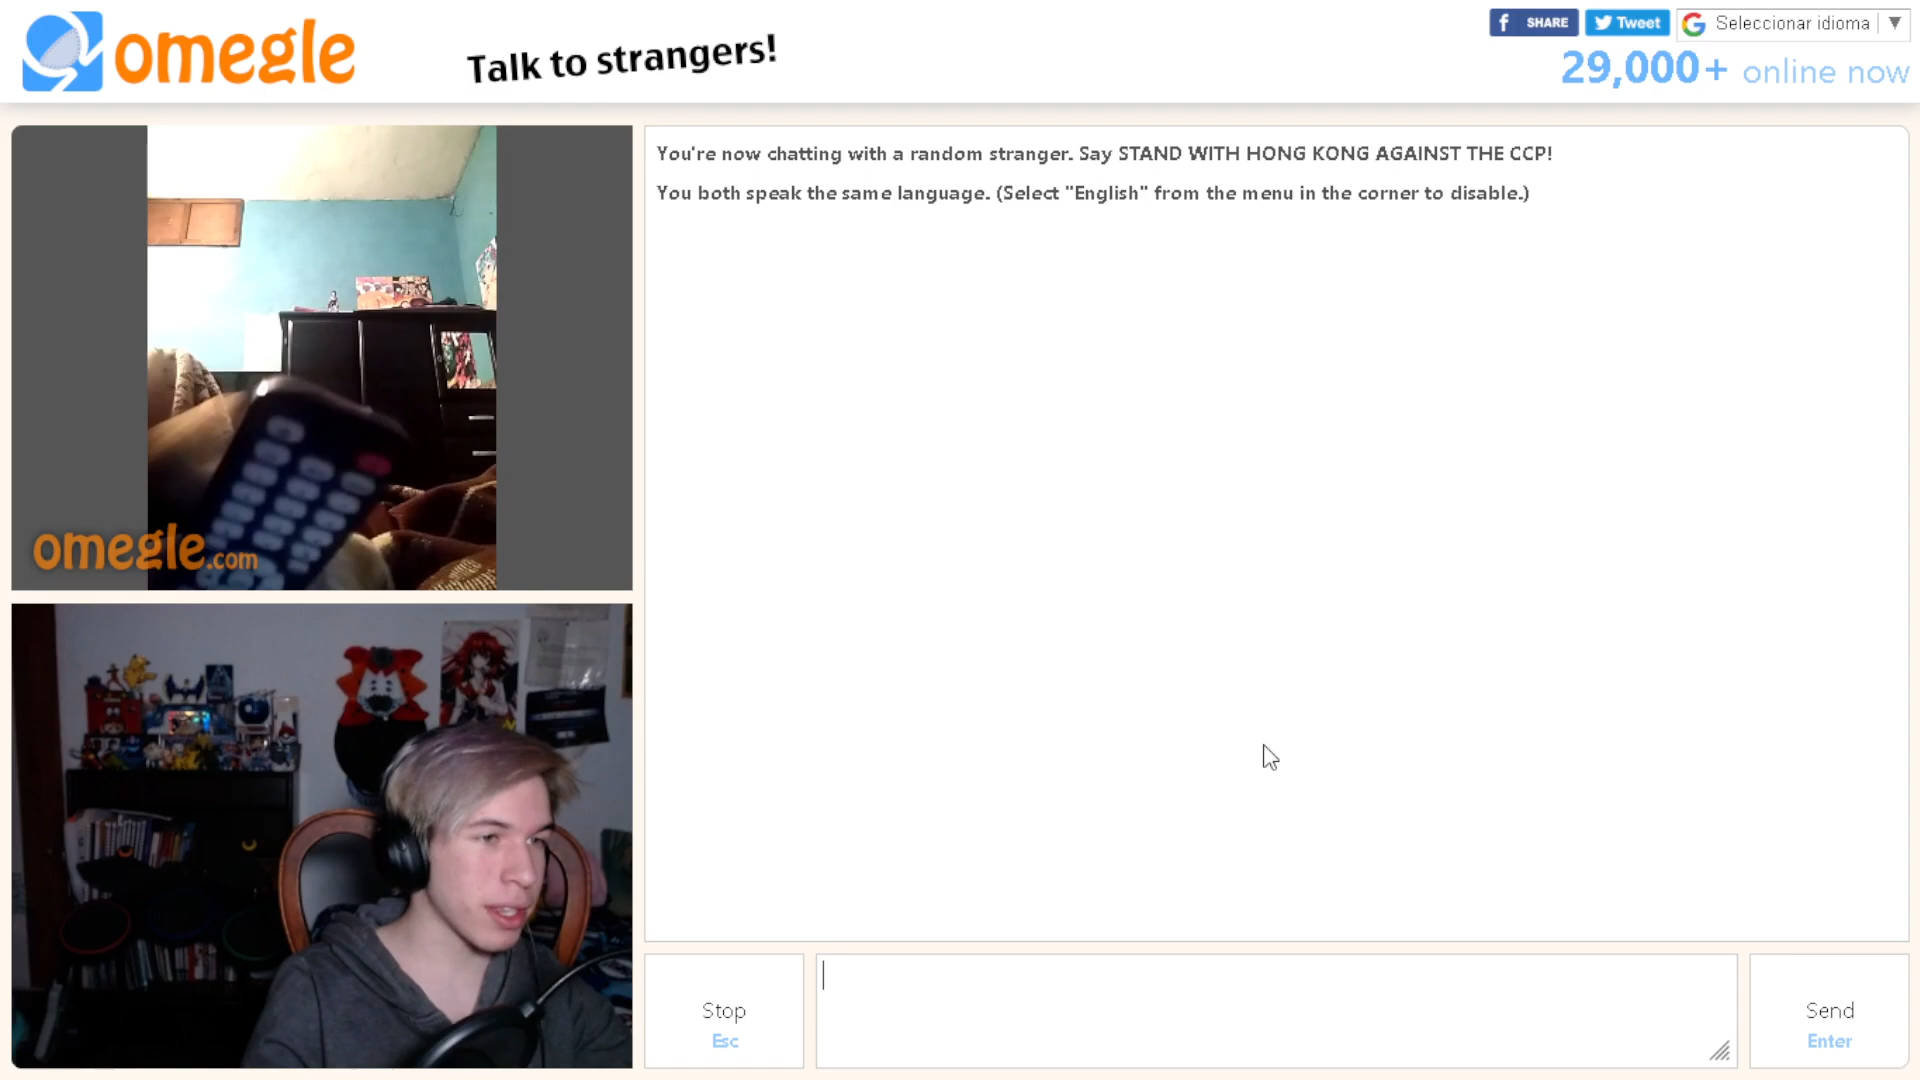 omegle
Talk to strangers!
f SHARE
Tweet
G Seleccionar idioma ▼
29,000+ online now
You're now chatting with a random stranger. Say STAND WITH HONG KONG AGAINST THE CCP!
You both speak the same language. (Select "English" from the menu in the corner to disable.)
omegle.com
Stop
Esc
Send
Enter